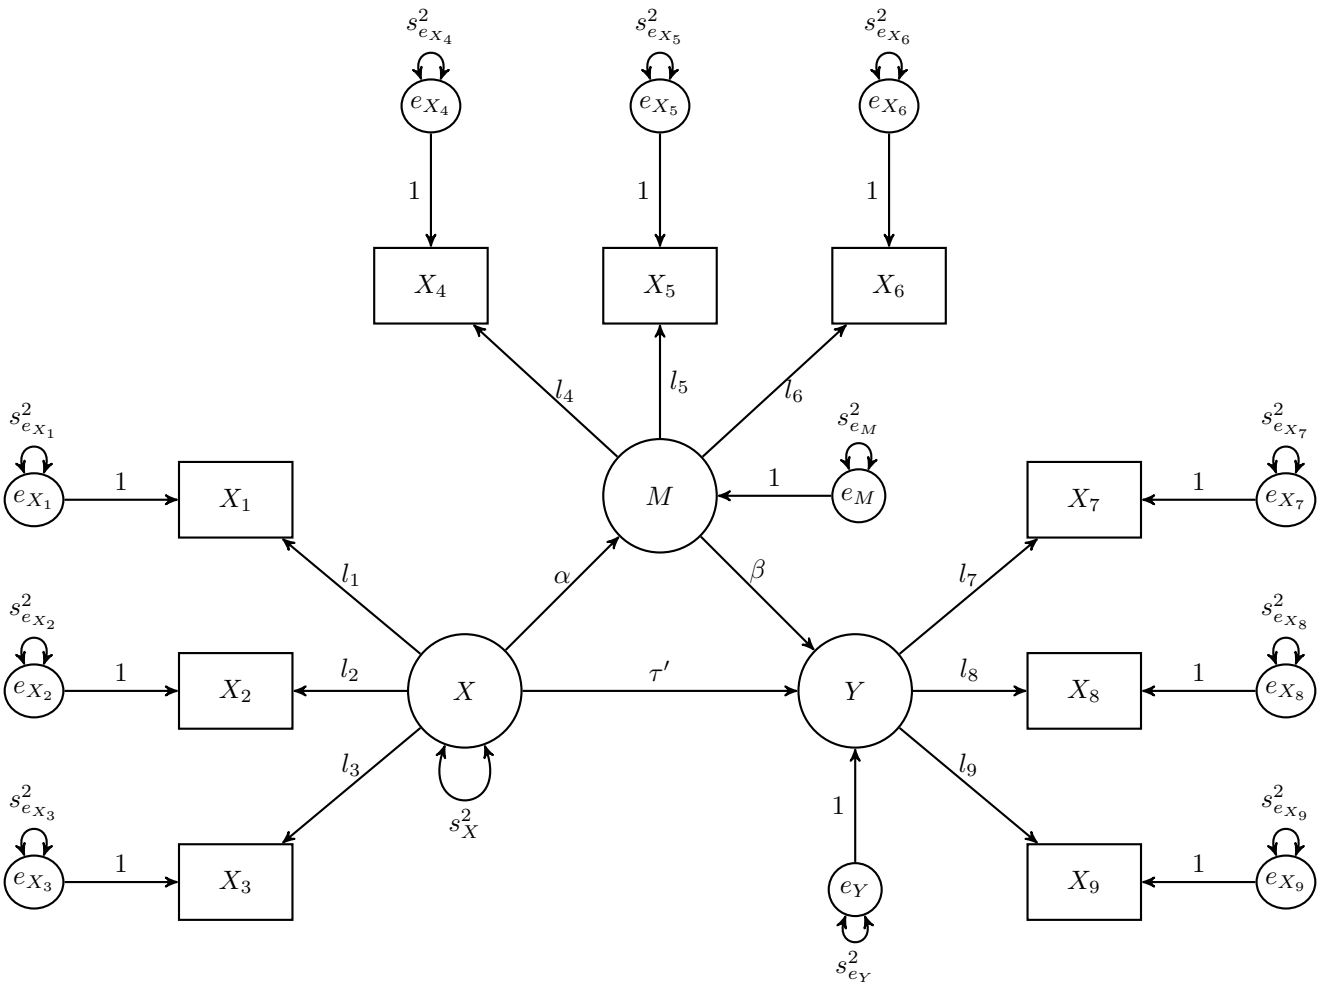 s²_{e_{X_4}} s²_{e_{X_5}} s²_{e_{X_6}}
e_{X_4} e_{X_5} e_{X_6}
1 1 1
X_4 X_5 X_6
l_4 l_5 l_6
s²_{e_{X_1}} s²_{e_M} s²_{e_{X_7}}
e_{X_1} 1 X_1 M 1 e_M X_7 1 e_{X_7}
l_1 α β l_7
s²_{e_{X_2}} s²_{e_{X_8}}
e_{X_2} 1 X_2 l_2 X τ′ Y l_8 X_8 1 e_{X_8}
l_3 l_9
s²_{e_{X_3}} s²_X 1 s²_{e_{X_9}}
e_{X_3} 1 X_3 e_Y X_9 1 e_{X_9}
s²_{e_Y}